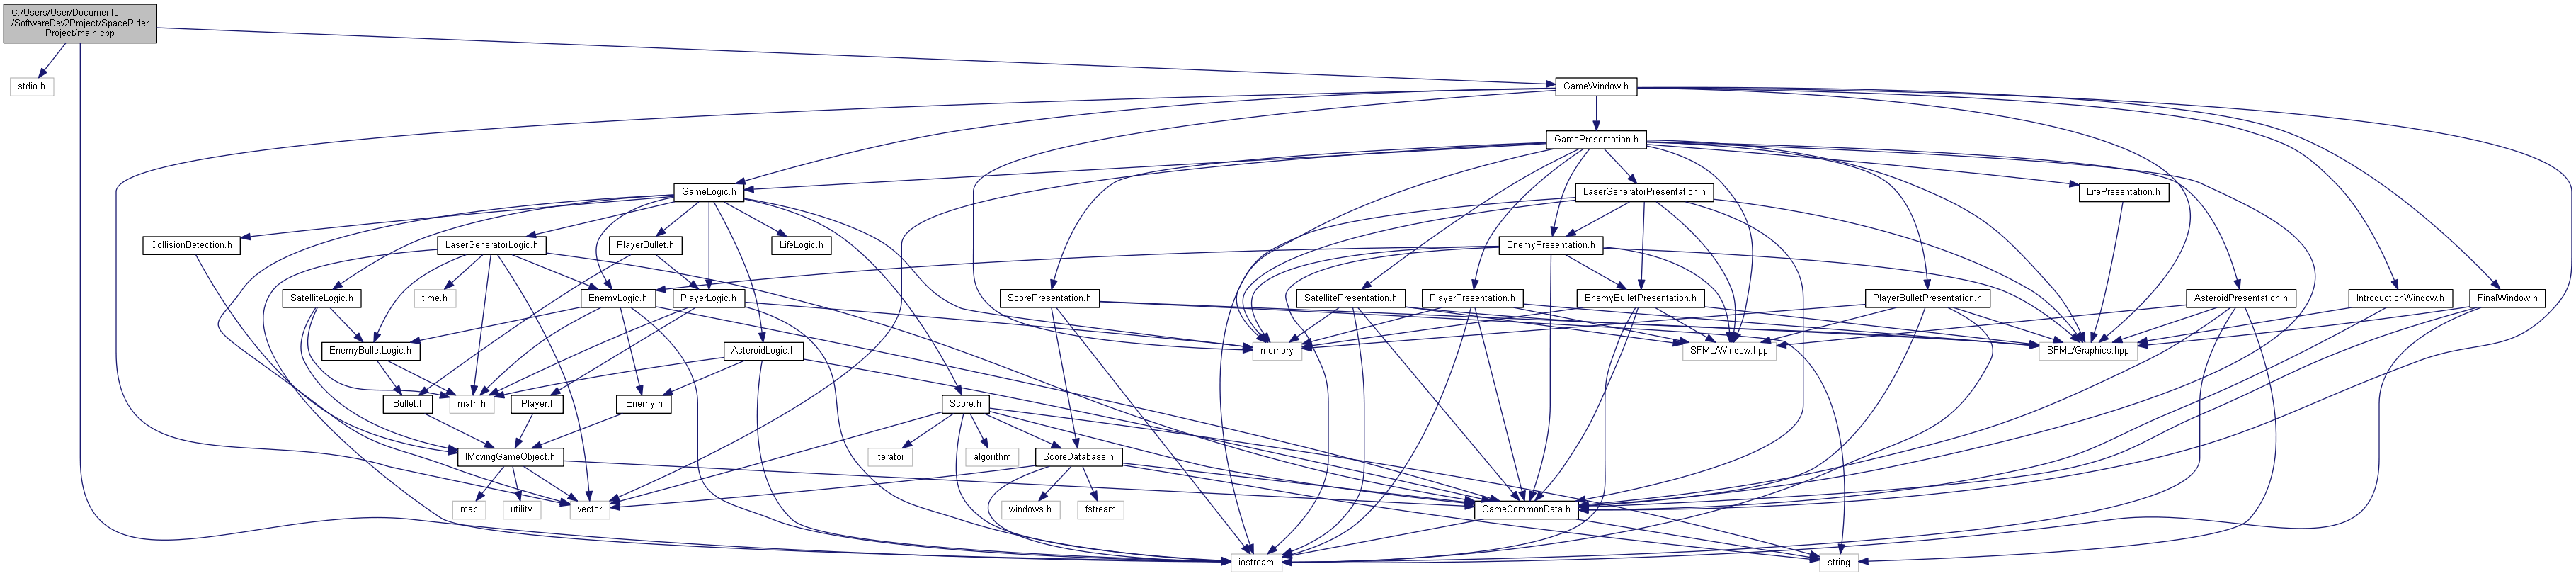 C:/Users/User/Documents
/SoftwareDev2Project/SpaceRider
Project/main.cpp
stdio.h
GameWindow.h
GamePresentation.h
GameLogic.h
LaserGeneratorPresentation.h
LifePresentation.h
CollisionDetection.h
LaserGeneratorLogic.h
PlayerBullet.h
LifeLogic.h
EnemyPresentation.h
SatelliteLogic.h
time.h
EnemyLogic.h
PlayerLogic.h
ScorePresentation.h
SatellitePresentation.h
PlayerPresentation.h
EnemyBulletPresentation.h
PlayerBulletPresentation.h
AsteroidPresentation.h
IntroductionWindow.h
FinalWindow.h
EnemyBulletLogic.h
AsteroidLogic.h
memory
SFML/Window.hpp
SFML/Graphics.hpp
IBullet.h
math.h
IPlayer.h
IEnemy.h
Score.h
IMovingGameObject.h
iterator
algorithm
ScoreDatabase.h
map
utility
vector
windows.h
fstream
GameCommonData.h
iostream
string